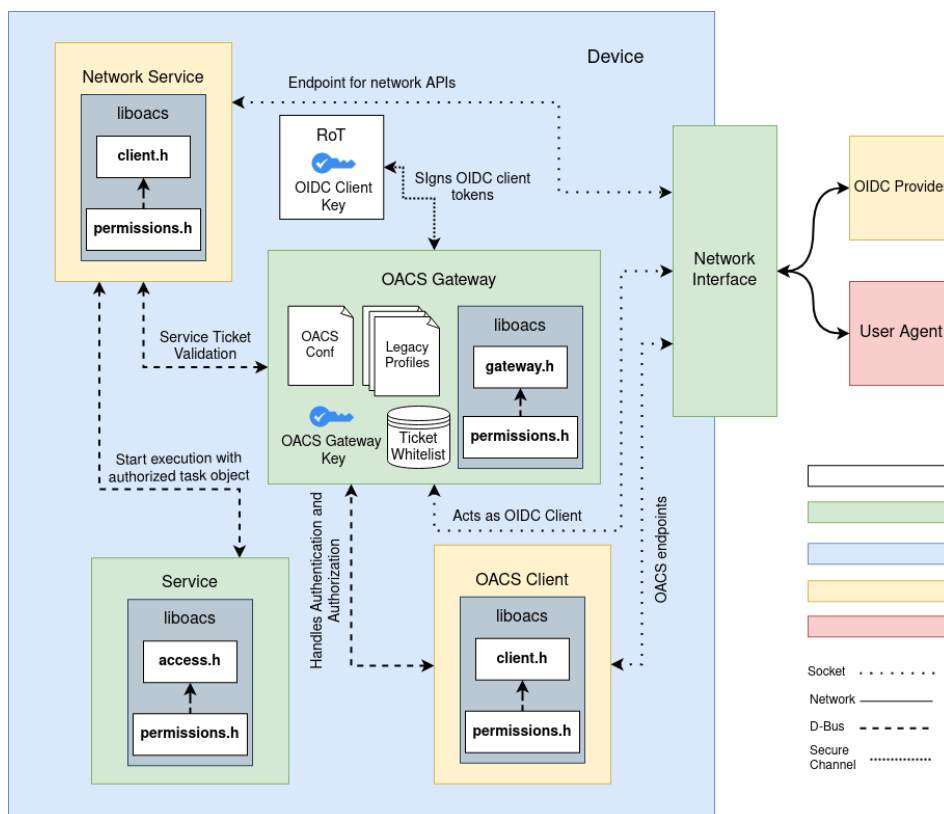 Device
Network Service
liboacs
client.h
permissions.h
Endpoint for network APIs
RoT
OIDC Client
Key
SIgns OIDC client
tokens
OACS Gateway
OACS
Conf
Legacy
Profiles
liboacs
gateway.h
permissions.h
OACS Gateway
Key
Ticket
Whitelist
Service Ticket
Validation
Network
Interface
OIDC Provider
User Agent
Start execution with
authorized task object
Acts as OIDC Client
Handles Authentication and
Authorization
OACS endpoints
Service
liboacs
access.h
permissions.h
OACS Client
liboacs
client.h
permissions.h
Socket
Network
D-Bus
Secure
Channel